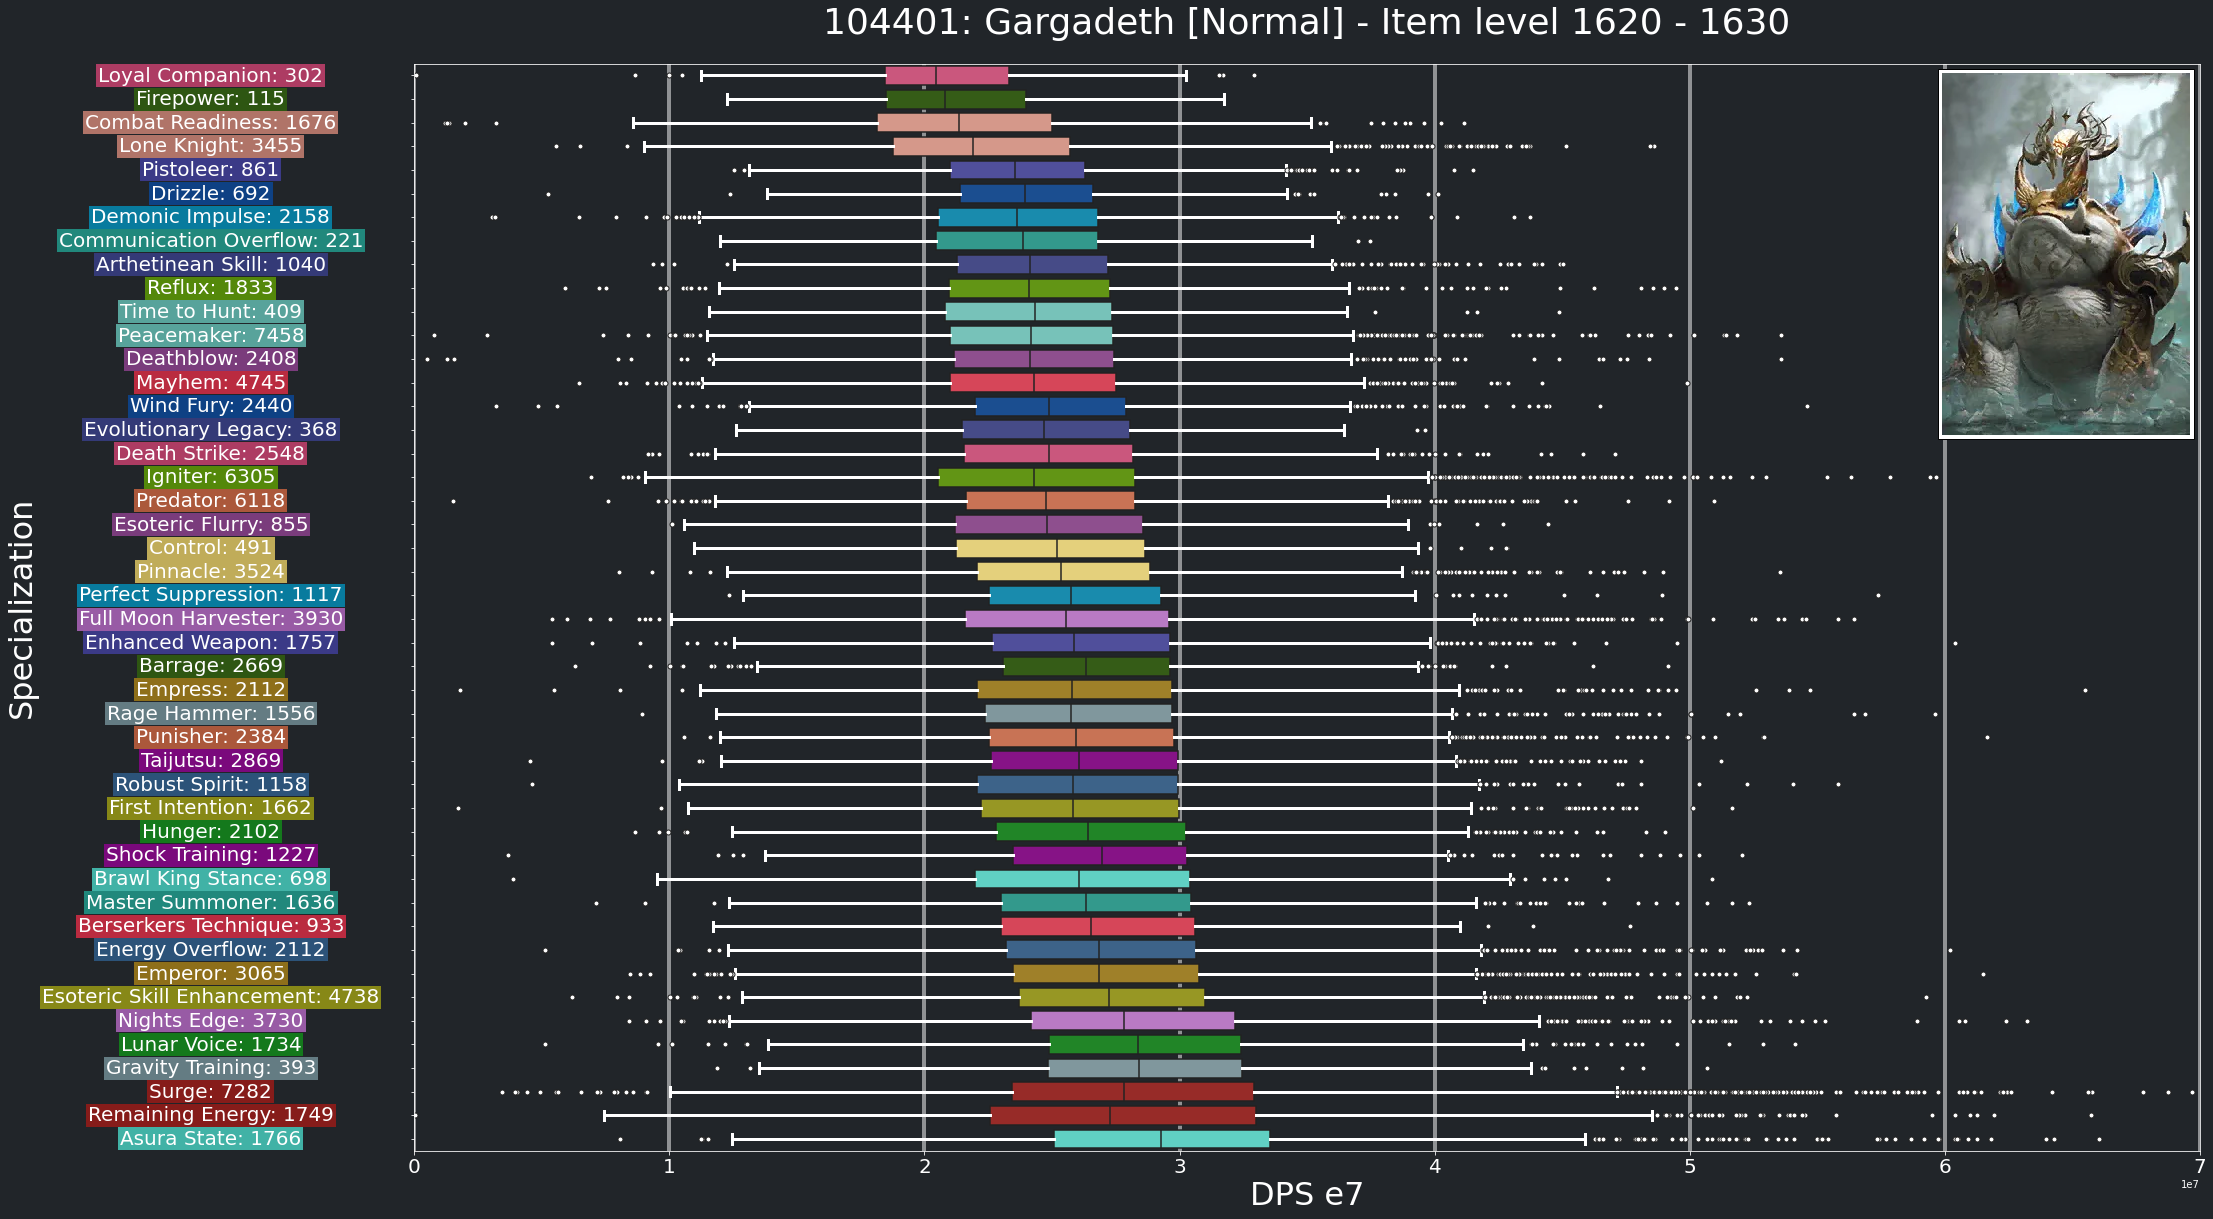 104401: Gargadeth [Normal] - Item level 1620 - 1630
Specialization
Loyal Companion: 302
Firepower: 115
Combat Readiness: 1676
Lone Knight: 3455
Pistoleer: 861
Drizzle: 692
Demonic Impulse: 2158
Communication Overflow: 221
Arthetinean Skill: 1040
Reflux: 1833
Time to Hunt: 409
Peacemaker: 7458
Deathblow: 2408
Mayhem: 4745
Wind Fury: 2440
Evolutionary Legacy: 368
Death Strike: 2548
Igniter: 6305
Predator: 6118
Esoteric Flurry: 855
Control: 491
Pinnacle: 3524
Perfect Suppression: 1117
Full Moon Harvester: 3930
Enhanced Weapon: 1757
Barrage: 2669
Empress: 2112
Rage Hammer: 1556
Punisher: 2384
Taijutsu: 2869
Robust Spirit: 1158
First Intention: 1662
Hunger: 2102
Shock Training: 1227
Brawl King Stance: 698
Master Summoner: 1636
Berserkers Technique: 933
Energy Overflow: 2112
Emperor: 3065
Esoteric Skill Enhancement: 4738
Nights Edge: 3730
Lunar Voice: 1734
Gravity Training: 393
Surge: 7282
Remaining Energy: 1749
Asura State: 1766
0 1 2 3 4 5 6 7
1e7
DPS e7